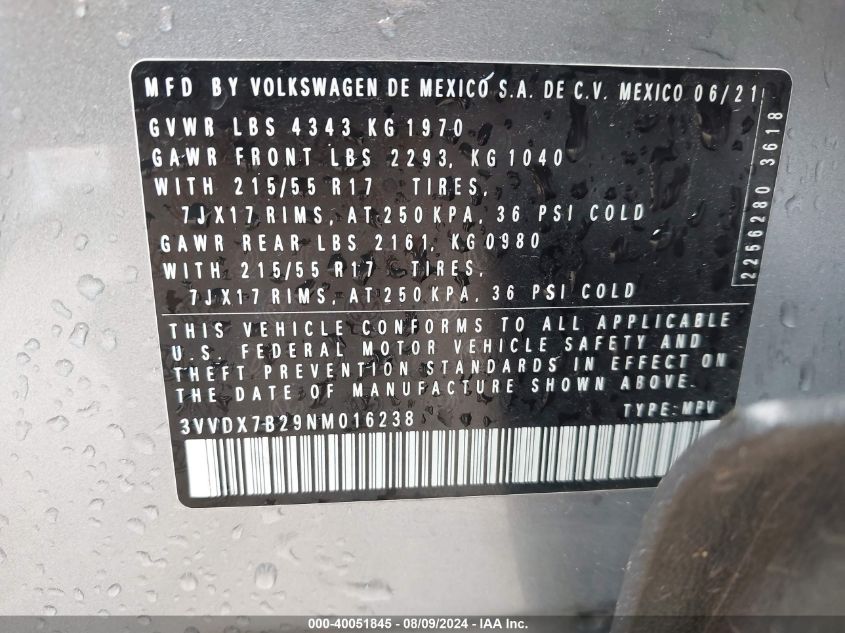 MFD BY VOLKSWAGEN DE MEXICO S.A. DE C.V. MEXICO 06/21
GVWR LBS 4343 KG 1970
GAWR FRONT LBS 2293, KG 1040
WITH 215/55 R17 TIRES,
7JX17 RIMS, AT 250 KPA, 36 PSI COLD
GAWR REAR LBS 2161, KG 0980
WITH 215/55 R17 TIRES,
7JX17 RIMS, AT 250 KPA, 36 PSI COLD
2256280 3618
THIS VEHICLE CONFORMS TO ALL APPLICABLE
U.S. FEDERAL MOTOR VEHICLE SAFETY AND
THEFT PREVENTION STANDARDS IN EFFECT ON
THE DATE OF MANUFACTURE SHOWN ABOVE.
3VVDX7B29NM016238 TYPE: MPV
000-40051845 - 08/09/2024 - IAA Inc.